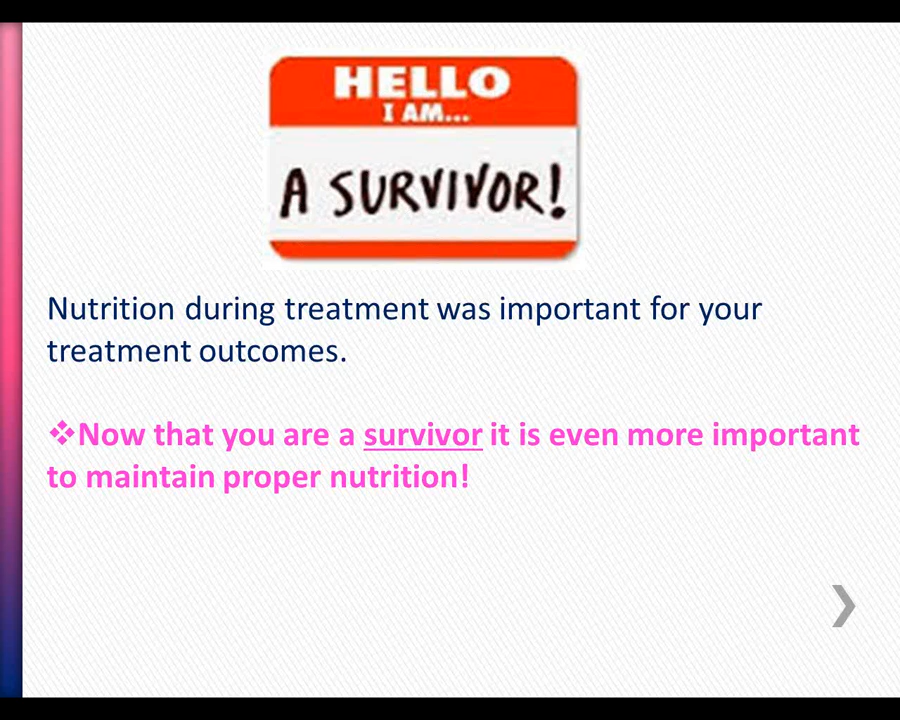 HELLO
I AM...
A SURVIVOR!
Nutrition during treatment was important for your
treatment outcomes.
❖Now that you are a survivor it is even more important
to maintain proper nutrition!